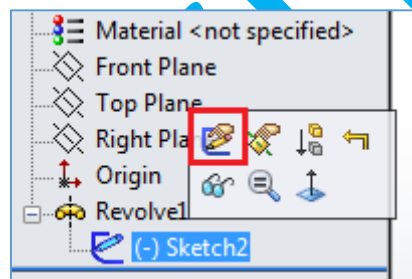 Material <not specified>
Front Plane
Top Plane
Right Pla
Origin
Revolve1
(-) Sketch2